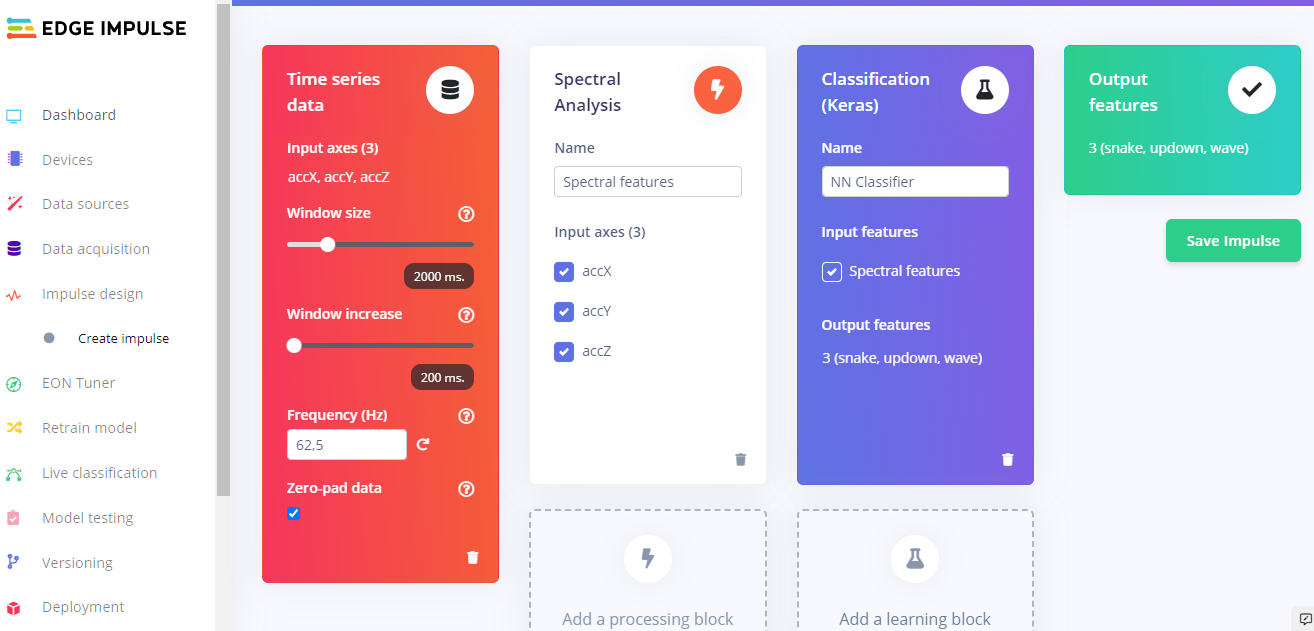 EDGE IMPULSE
Dashboard
Devices
Data sources
Data acquisition
Impulse design
Create impulse
EON Tuner
Retrain model
Live classification
Model testing
Versioning
Deployment
Time series
data
Input axes (3)
accX, accY, accZ
Window size
2000 ms.
Window increase
200 ms.
Frequency (Hz)
62,5
Zero-pad data
Spectral
Analysis
Name
Spectral features
Input axes (3)
accX
accY
accZ
Add a processing block
Classification
(Keras)
Name
NN Classifier
Input features
Spectral features
Output features
3 (snake, updown, wave)
Add a learning block
Output
features
3 (snake, updown, wave)
Save Impulse